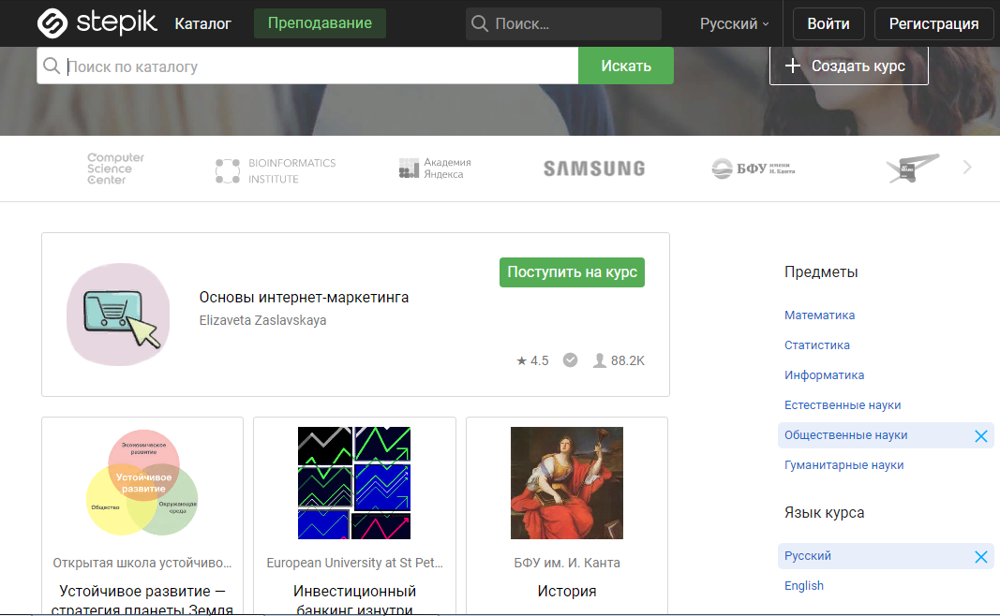 stepik Каталог Преподавание Поиск... Русский Войти Регистрация
Поиск по каталогу Искать Создать курс
Computer
Science
Center
BIOINFORMATICS
INSTITUTE
Академия
Яндекса
SAMSUNG
БФУ имени
И. Канта
Поступить на курс
Основы интернет-маркетинга
Elizaveta Zaslavskaya
4.5 88.2K
Экономическое
развитие
Устойчивое
развитие
Общество
Окружающая
среда
Открытая школа устойчиво...
Устойчивое развитие —
стратегия планеты Земля
European University at St Pet...
Инвестиционный
банкинг изнутри
БФУ им. И. Канта
История
Предметы
Математика
Статистика
Информатика
Естественные науки
Общественные науки
Гуманитарные науки
Язык курса
Русский
English